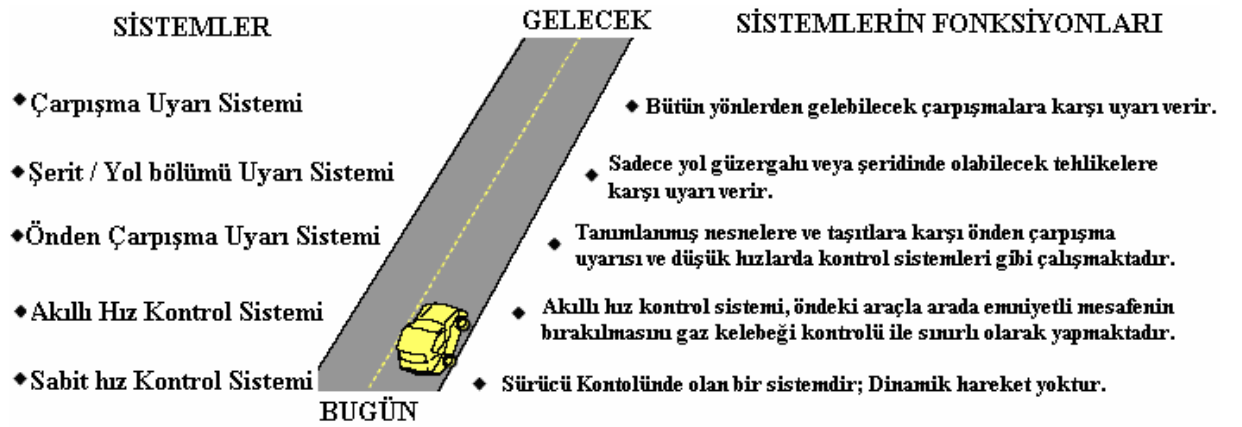 SİSTEMLER
GELECEK
SİSTEMLERİN FONKSİYONLARI
◆Çarpışma Uyarı Sistemi
◆ Bütün yönlerden gelebilecek çarpışmalara karşı uyarı verir.
◆Şerit / Yol bölümü Uyarı Sistemi
◆ Sadece yol güzergahı veya şeridinde olabilecek tehlikelere
karşı uyarı verir.
◆Önden Çarpışma Uyarı Sistemi
◆ Tanımlanmış nesnelere ve taşıtlara karşı önden çarpışma
uyarısı ve düşük hızlarda kontrol sistemleri gibi çalışmaktadır.
◆Akıllı Hız Kontrol Sistemi
◆ Akıllı hız kontrol sistemi, öndeki araçla arada emniyetli mesafenin
bırakılmasını gaz kelebeği kontrolü ile sınırlı olarak yapmaktadır.
◆Sabit hız Kontrol Sistemi
◆ Sürücü Kontolünde olan bir sistemdir; Dinamik hareket yoktur.
BUGÜN